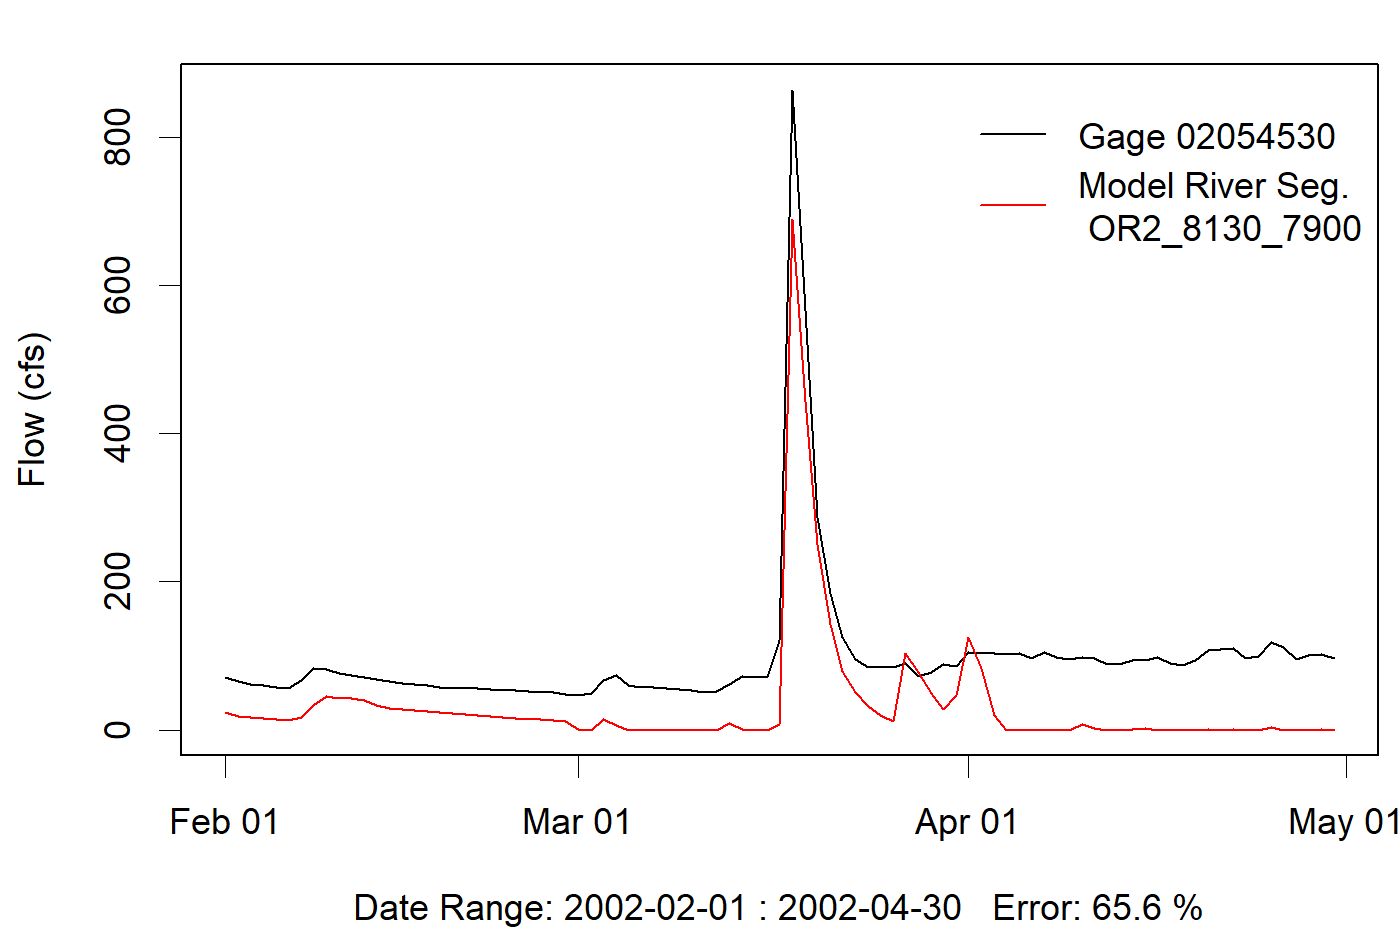 Gage 02054530
Model River Seg.
OR2_8130_7900
Flow (cfs)
800
600
400
200
0
Feb 01
Mar 01
Apr 01
May 01
Date Range: 2002-02-01 : 2002-04-30 Error: 65.6 %